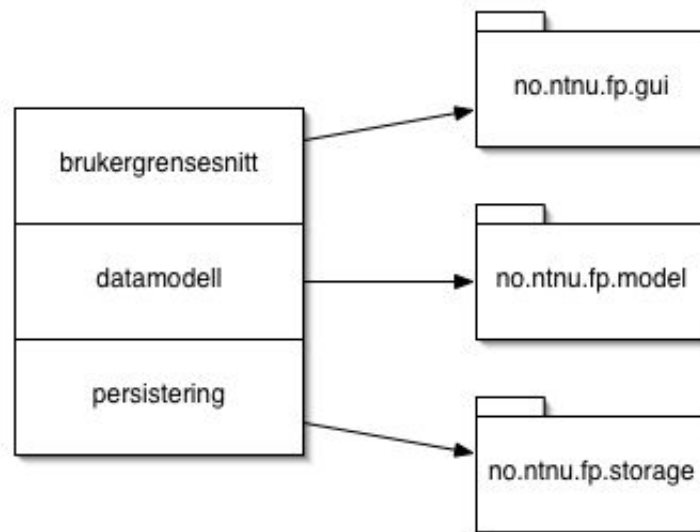 brukergrensesnitt
datamodell
persistering
no.ntnu.fp.gui
no.ntnu.fp.model
no.ntnu.fp.storage